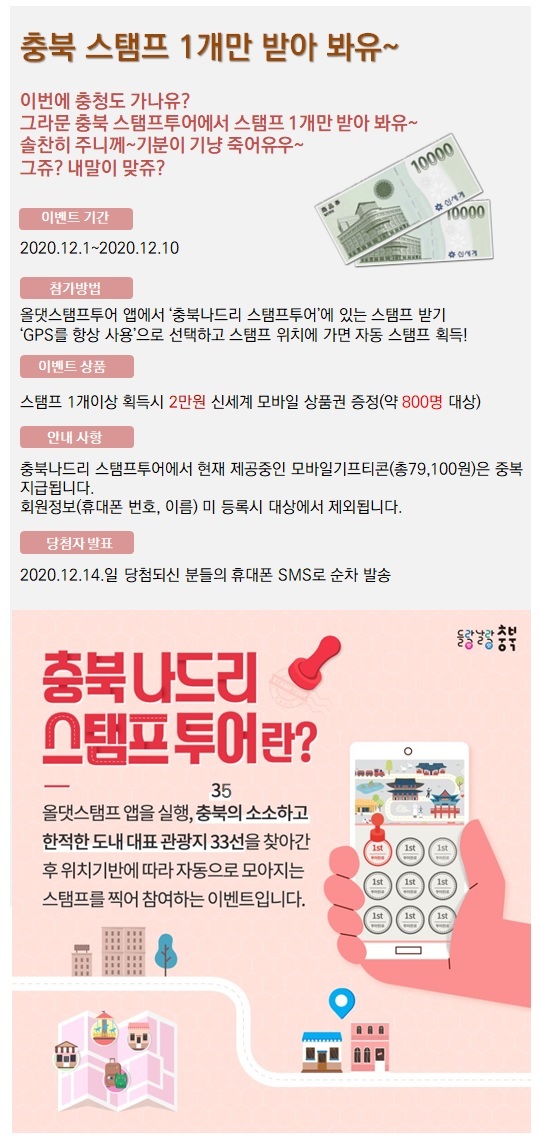 충북 스탬프 1개만 받아 봐유~
이번에 충청도 가나유?
그라문 충북 스탬프투어에서 스탬프 1개만 받아 봐유~
솔찬히 주니께~기분이 기냥 죽어유우~
그쥬? 내말이 맞쥬?
상품권
10000
신세계
10000
신세계
이벤트 기간
2020.12.1~2020.12.10
참가방법
올댓스탬프투어 앱에서 ‘충북나드리 스탬프투어’에 있는 스탬프 받기
‘GPS를 항상 사용’으로 선택하고 스탬프 위치에 가면 자동 스탬프 획득!
이벤트 상품
스탬프 1개이상 획득시 2만원 신세계 모바일 상품권 증정(약 800명 대상)
안내 사항
충북나드리 스탬프투어에서 현재 제공중인 모바일기프티콘(총79,100원)은 중복
지급됩니다.
회원정보(휴대폰 번호, 이름) 미 등록시 대상에서 제외됩니다.
당첨자 발표
2020.12.14.일 당첨되신 분들의 휴대폰 SMS로 순차 발송
들랑날랑 충북
충북 나드리
스탬프 투어란?
35
올댓스탬프 앱을 실행, 충북의 소소하고
한적한 도내 대표 관광지 33선을 찾아간
후 위치기반에 따라 자동으로 모아지는
스탬프를 찍어 참여하는 이벤트입니다.
1st 1st 1st
1st 1st 1st
1st 1st 1st